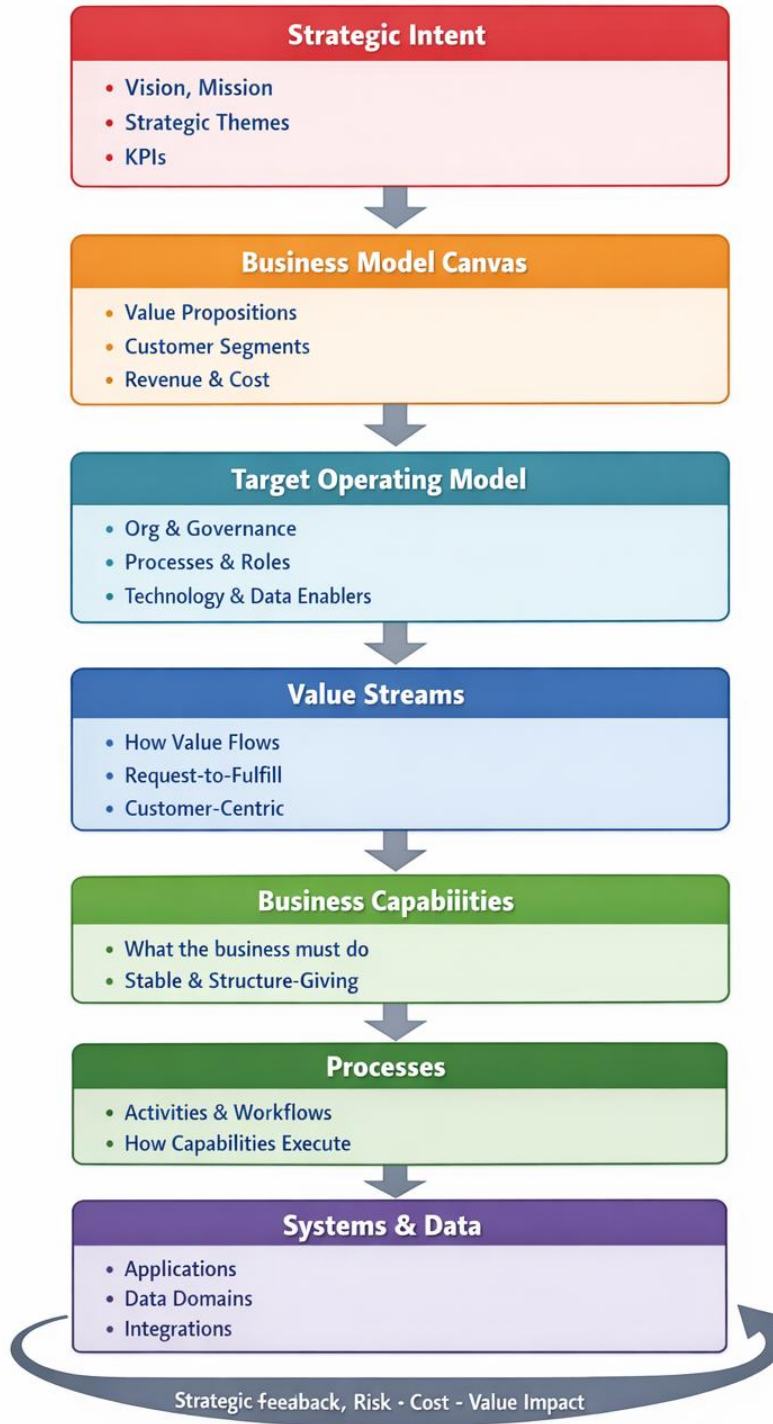 Strategic Intent
• Vision, Mission
• Strategic Themes
• KPIs
Business Model Canvas
• Value Propositions
• Customer Segments
• Revenue & Cost
Target Operating Model
• Org & Governance
• Processes & Roles
• Technology & Data Enablers
Value Streams
• How Value Flows
• Request-to-Fulfill
• Customer-Centric
Business Capabilities
• What the business must do
• Stable & Structure-Giving
Processes
• Activities & Workflows
• How Capabilities Execute
Systems & Data
• Applications
• Data Domains
• Integrations
Strategic feedback, Risk · Cost - Value Impact